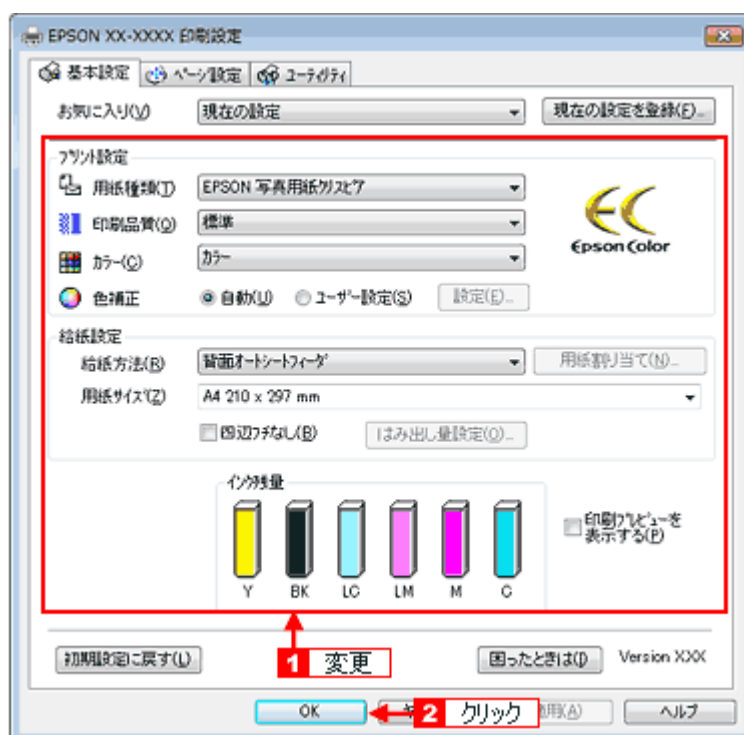 EPSON XX-XXXX 印刷設定
基本設定 ページ設定 ユーティリティ
お気に入り(V) 現在の設定 現在の設定を登録(F)...
プリント設定
用紙種類(T) EPSON 写真用紙クリスピア
印刷品質(Q) 標準
カラー(C) カラー
Epson Color
色補正 自動(U) ユーザー設定(S) 設定(E)...
給紙設定
給紙方法(R) 背面オートシートフィーダ 用紙割り当て(N)...
用紙サイズ(Z) A4 210 x 297 mm
四辺フチなし(B) はみ出し量設定(O)...
インク残量
印刷プレビューを
表示する(P)
Y BK LC LM M C
初期設定に戻す(L) 1 変更 困ったときは(I) Version XXX
OK 2 クリック 用(A) ヘルプ